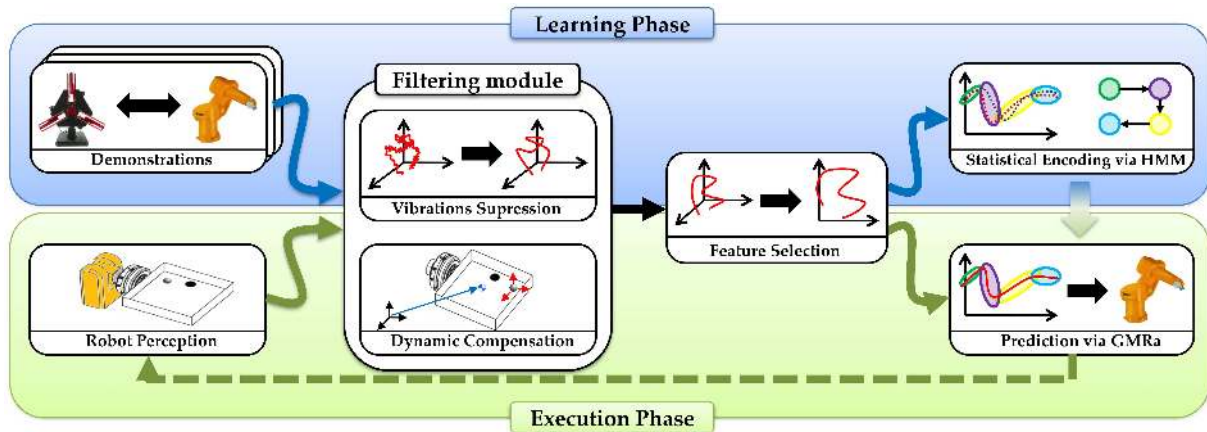 Learning Phase
Demonstrations
Filtering module
Vibrations Supression
Statistical Encoding via HMM
Feature Selection
Robot Perception
Dynamic Compensation
Prediction via GMRa
Execution Phase